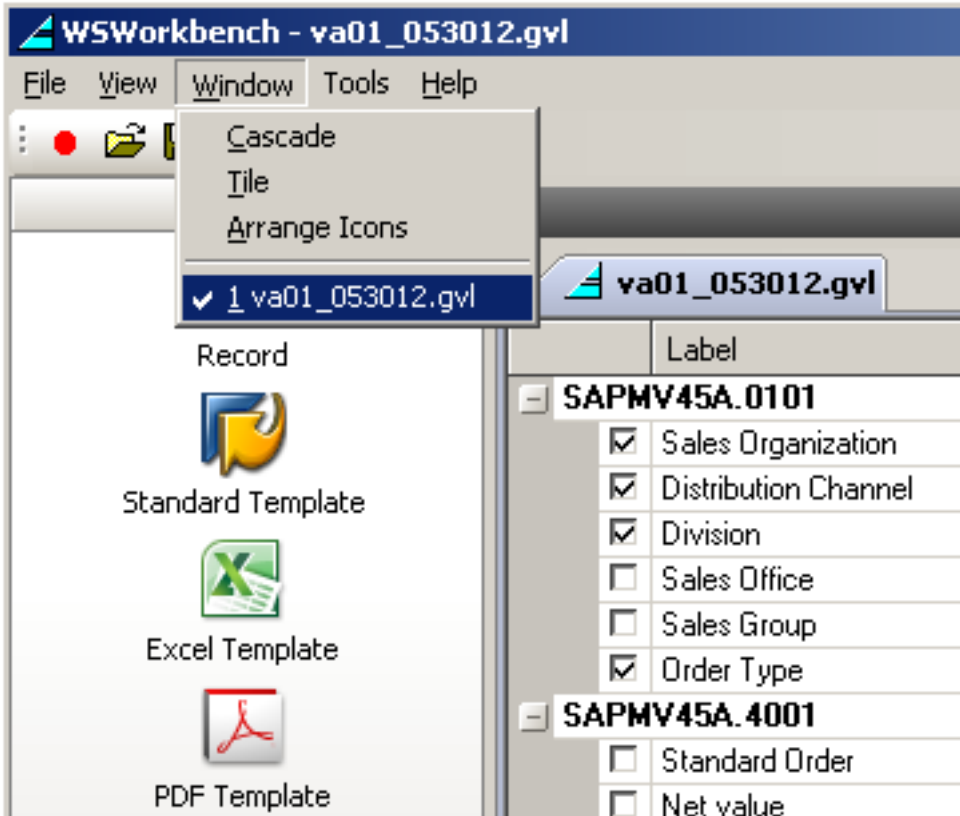 WSWorkbench - va01_053012.gvl
File View Window Tools Help
Cascade
Tile
Arrange Icons
1 va01_053012.gvl
Record
Standard Template
Excel Template
PDF Template
va01_053012.gvl
Label
SAPMV45A.0101
Sales Organization
Distribution Channel
Division
Sales Office
Sales Group
Order Type
SAPMV45A.4001
Standard Order
Net value